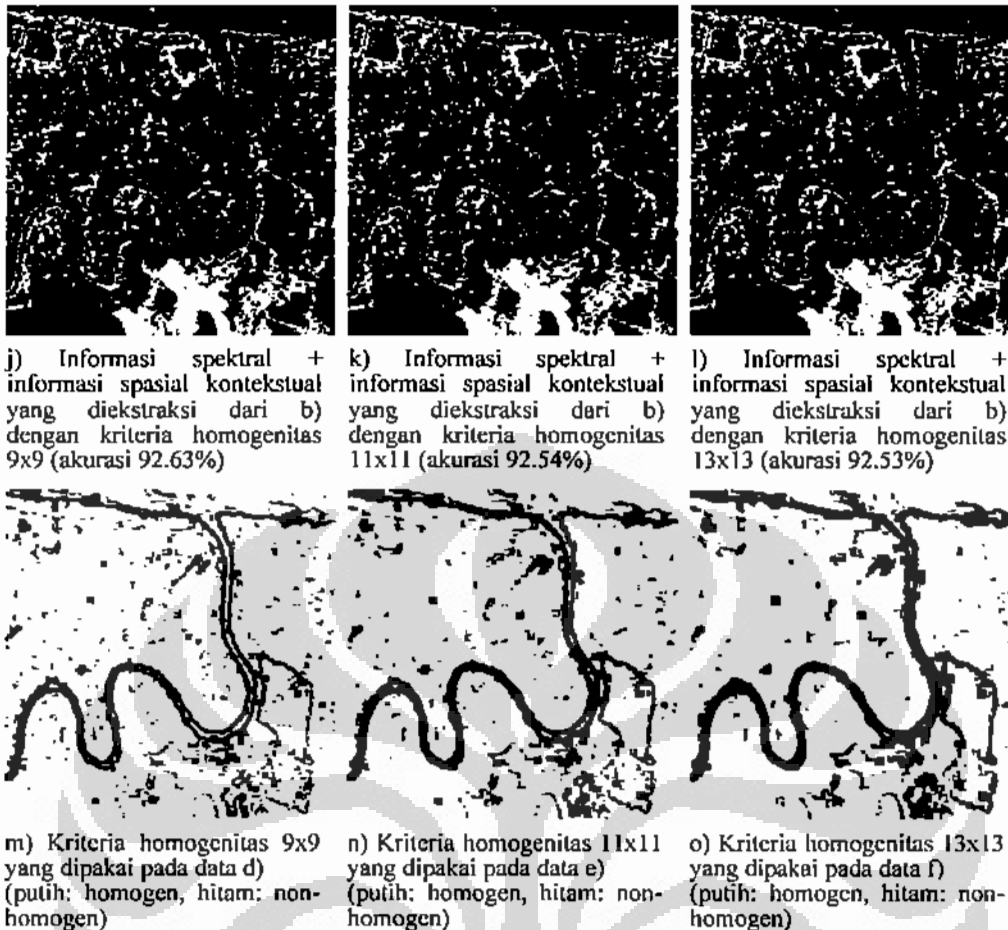 j) Informasi spektral +
informasi spasial kontekstual
yang diekstraksi dari b)
dengan kriteria homogenitas
9x9 (akurasi 92.63%)
k) Informasi spektral +
informasi spasial kontekstual
yang diekstraksi dari b)
dengan kriteria homogenitas
11x11 (akurasi 92.54%)
l) Informasi spektral +
informasi spasial kontekstual
yang diekstraksi dari b)
dengan kriteria homogenitas
13x13 (akurasi 92.53%)
m) Kriteria homogenitas 9x9
yang dipakai pada data d)
(putih: homogen, hitam: non-
homogen)
n) Kriteria homogenitas 11x11
yang dipakai pada data e)
(putih: homogen, hitam: non-
homogen)
o) Kriteria homogenitas 13x13
yang dipakai pada data f)
(putih: homogen, hitam: non-
homogen)